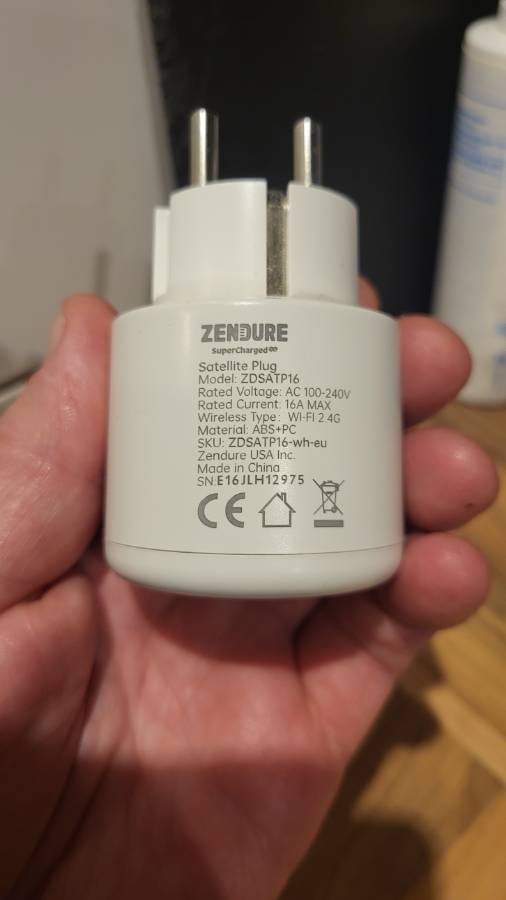 ZENDURE
SuperCharged
Satellite Plug
Model: ZDSATP16
Rated Voltage: AC 100-240V
Rated Current: 16A MAX
Wireless Type: WI-FI 2.4G
Material: ABS+PC
SKU: ZDSATP16-wh-eu
Zendure USA Inc.
Made in China
SN:E16JLH12975
CE